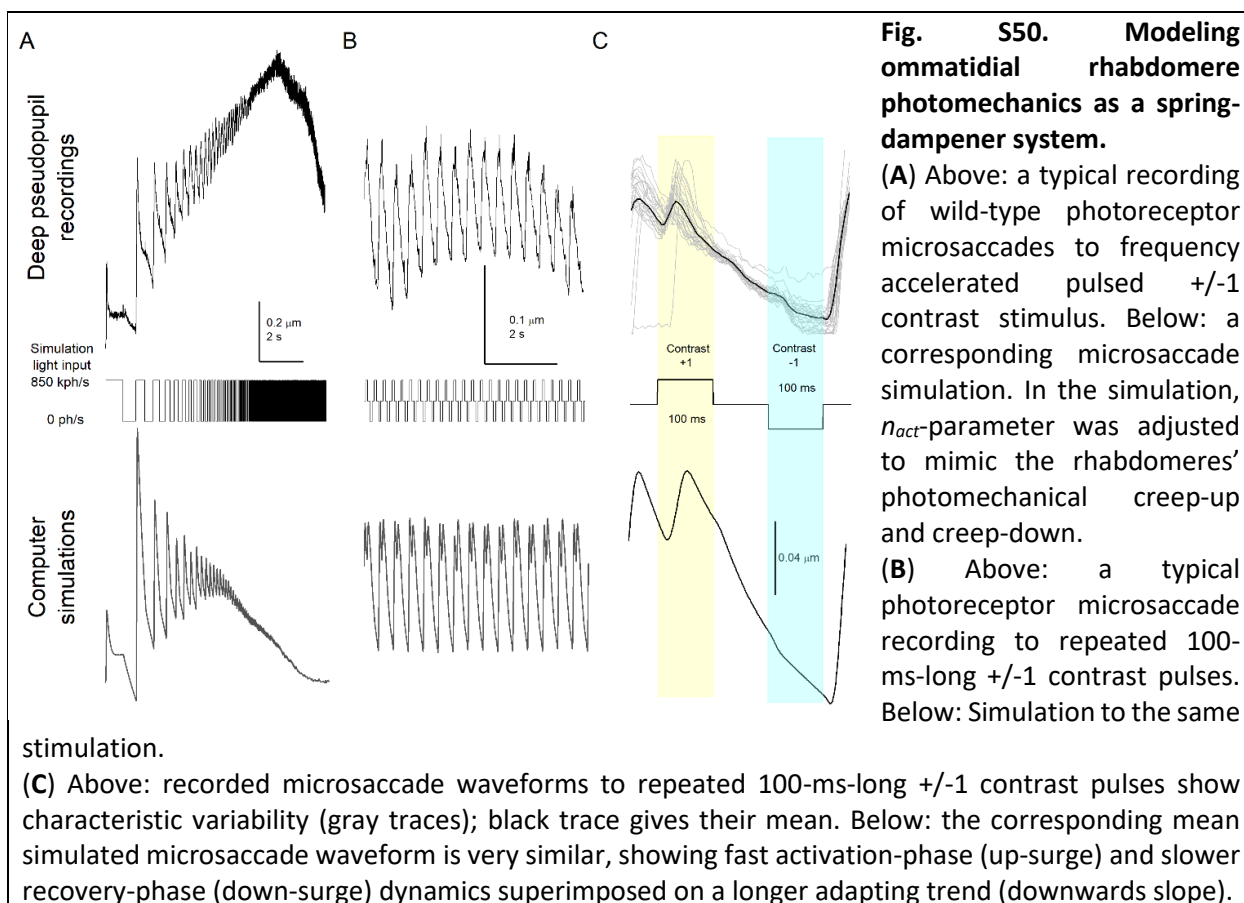 A
B
C
Deep pseudopupil
recordings
0.2 μm
2 s
0.1 μm
2 s
Simulation
light input
850 kph/s
0 ph/s
Contrast
+1
100 ms
Contrast
-1
100 ms
Computer
simulations
0.04 μm
Fig. S50. Modeling
ommatidial rhabdomere
photomechanics as a spring-
dampener system.
(A) Above: a typical recording
of wild-type photoreceptor
microsaccades to frequency
accelerated pulsed +/-1
contrast stimulus. Below: a
corresponding microsaccade
simulation. In the simulation,
nact-parameter was adjusted
to mimic the rhabdomeres’
photomechanical creep-up
and creep-down.
(B) Above: a typical
photoreceptor microsaccade
recording to repeated 100-
ms-long +/-1 contrast pulses.
Below: Simulation to the same
stimulation.
(C) Above: recorded microsaccade waveforms to repeated 100-ms-long +/-1 contrast pulses show
characteristic variability (gray traces); black trace gives their mean. Below: the corresponding mean
simulated microsaccade waveform is very similar, showing fast activation-phase (up-surge) and slower
recovery-phase (down-surge) dynamics superimposed on a longer adapting trend (downwards slope).